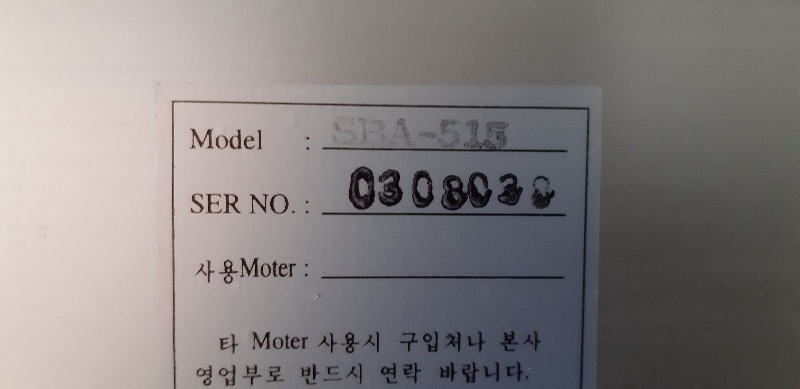 Model : SBA-515
SER NO. :
사용Moter :
타 Moter 사용시 구입처나 본사
영업부로 반드시 연락 바랍니다.